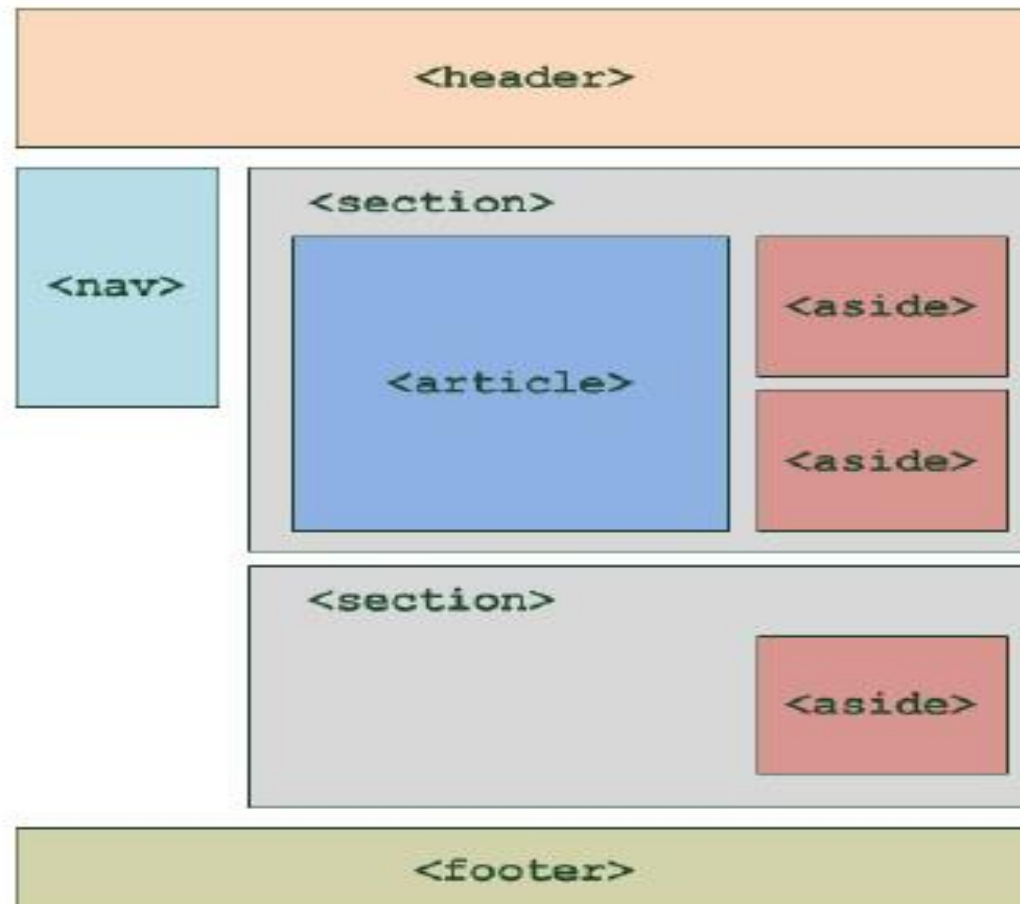 <header>
<nav>
<section>
<article>
<aside>
<aside>
<section>
<aside>
<footer>